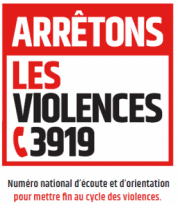 ARRÊTONS
LES
VIOLENCES
3919
Numéro national d'écoute et d'orientation
pour mettre fin au cycle des violences.